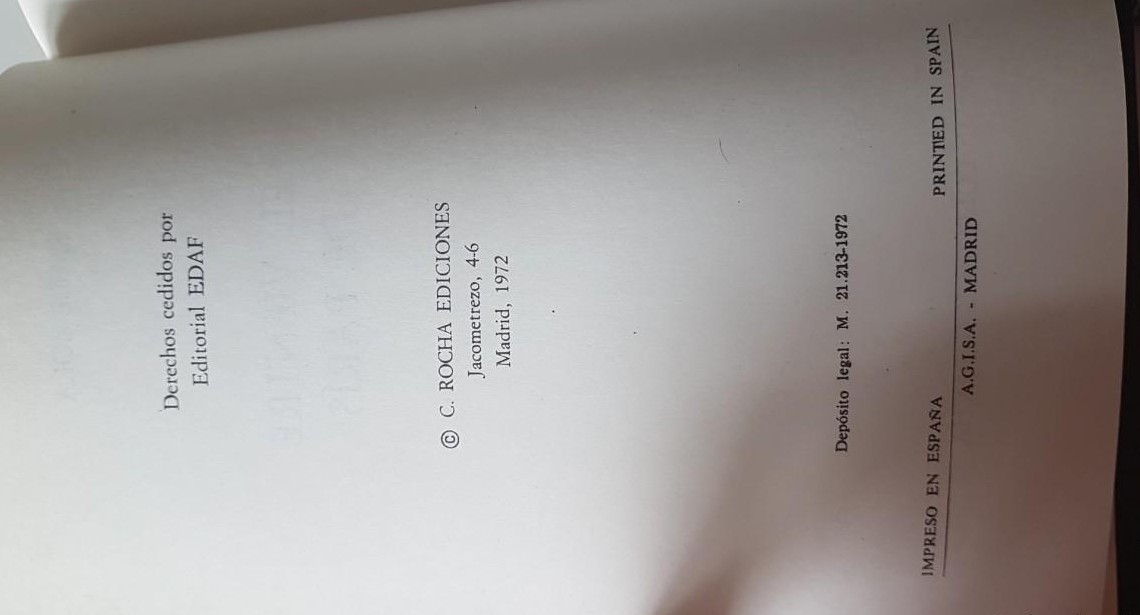 Derechos cedidos por
Editorial EDAF
© C. ROCHA EDICIONES
Jacometrezo, 4-6
Madrid, 1972
Depósito legal: M. 21.213-1972
IMPRESO EN ESPAÑA PRINTED IN SPAIN
A.G.I.S.A. - MADRID